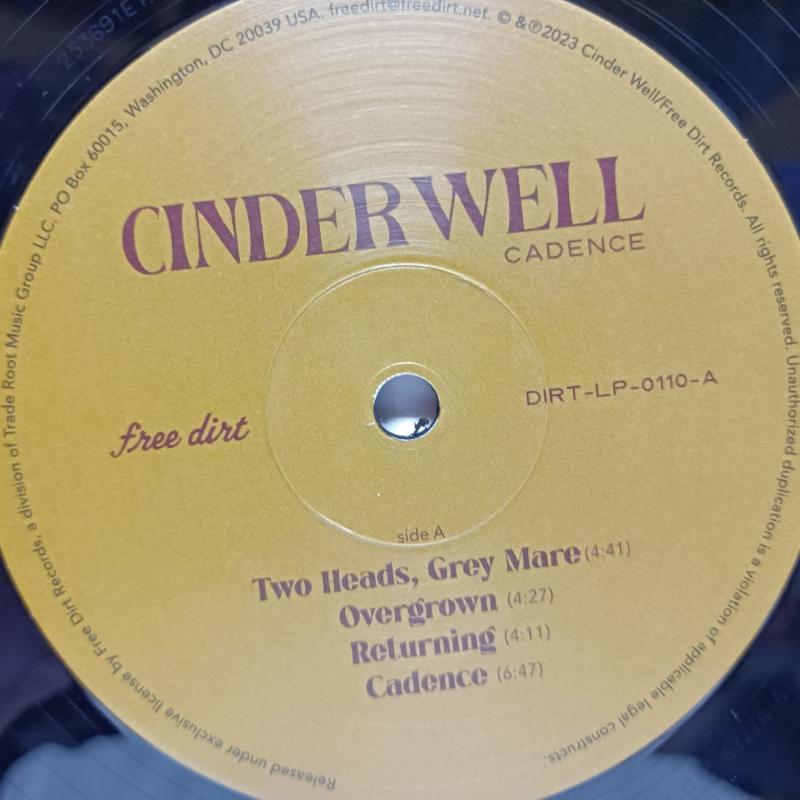 CINDER WELL
CADENCE
DIRT-LP-0110-A
free dirt
side A
Two Heads, Grey Mare (4:41)
Overgrown (4:27)
Returning (4:11)
Cadence (6:47)
Released under exclusive license by Free Dirt Records, a division of Trade Root Music Group LLC. PO Box 60015, Washington, DC 20039 USA. freedirt@freedirt.net. © &℗2023 Cinder Well/Free Dirt Records. All rights reserved. Unauthorized duplication is a violation of applicable legal constructs.